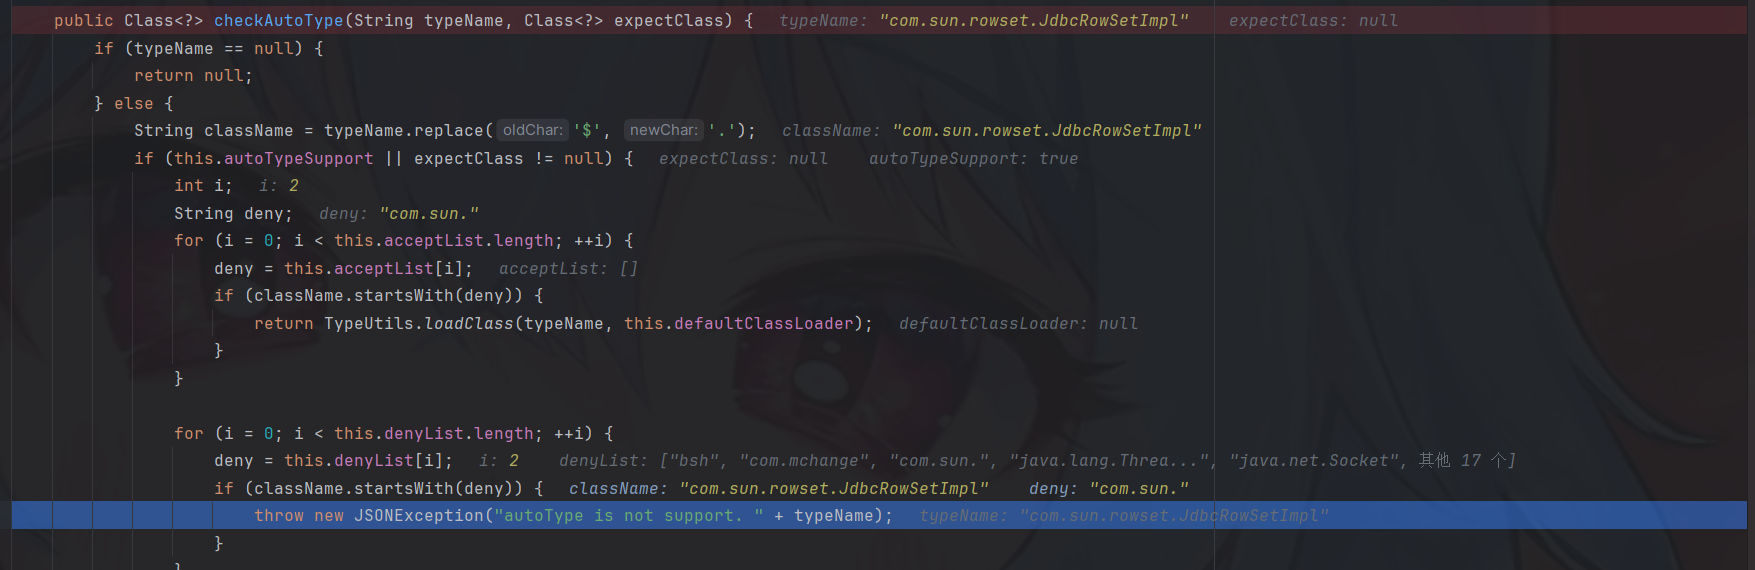 public Class<?> checkAutoType(String typeName, Class<?> expectClass) {   typeName: "com.sun.rowset.JdbcRowSetImpl"    expectClass: null
    if (typeName == null) {
        return null;
    } else {
        String className = typeName.replace( oldChar: '$', newChar: '.');   className: "com.sun.rowset.JdbcRowSetImpl"
        if (this.autoTypeSupport || expectClass != null) {   expectClass: null    autoTypeSupport: true
            int i;   i: 2
            String deny;   deny: "com.sun."
            for (i = 0; i < this.acceptList.length; ++i) {
                deny = this.acceptList[i];   acceptList: []
                if (className.startsWith(deny)) {
                    return TypeUtils.loadClass(typeName, this.defaultClassLoader);   defaultClassLoader: null
                }
            }
            for (i = 0; i < this.denyList.length; ++i) {
                deny = this.denyList[i];   i: 2    denyList: ["bsh", "com.mchange", "com.sun.", "java.lang.Threa...", "java.net.Socket", 其他 17 个]
                if (className.startsWith(deny)) {   className: "com.sun.rowset.JdbcRowSetImpl"    deny: "com.sun."
                    throw new JSONException("autoType is not support. " + typeName);   typeName: "com.sun.rowset.JdbcRowSetImpl"
                }
            }